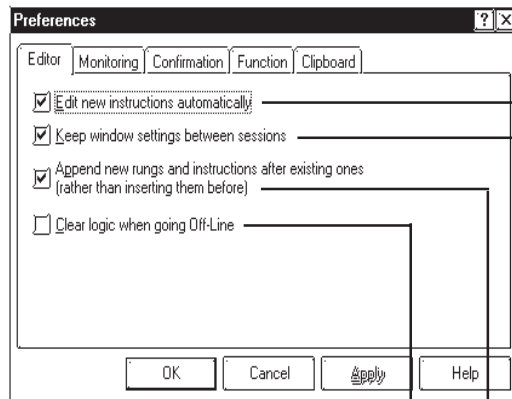 Preferences
Editor Monitoring Confirmation Function Clipboard
Edit new instructions automatically
Keep window settings between sessions
Append new rungs and instructions after existing ones
(rather than inserting them before)
Clear logic when going Off-Line
OK Cancel Apply Help